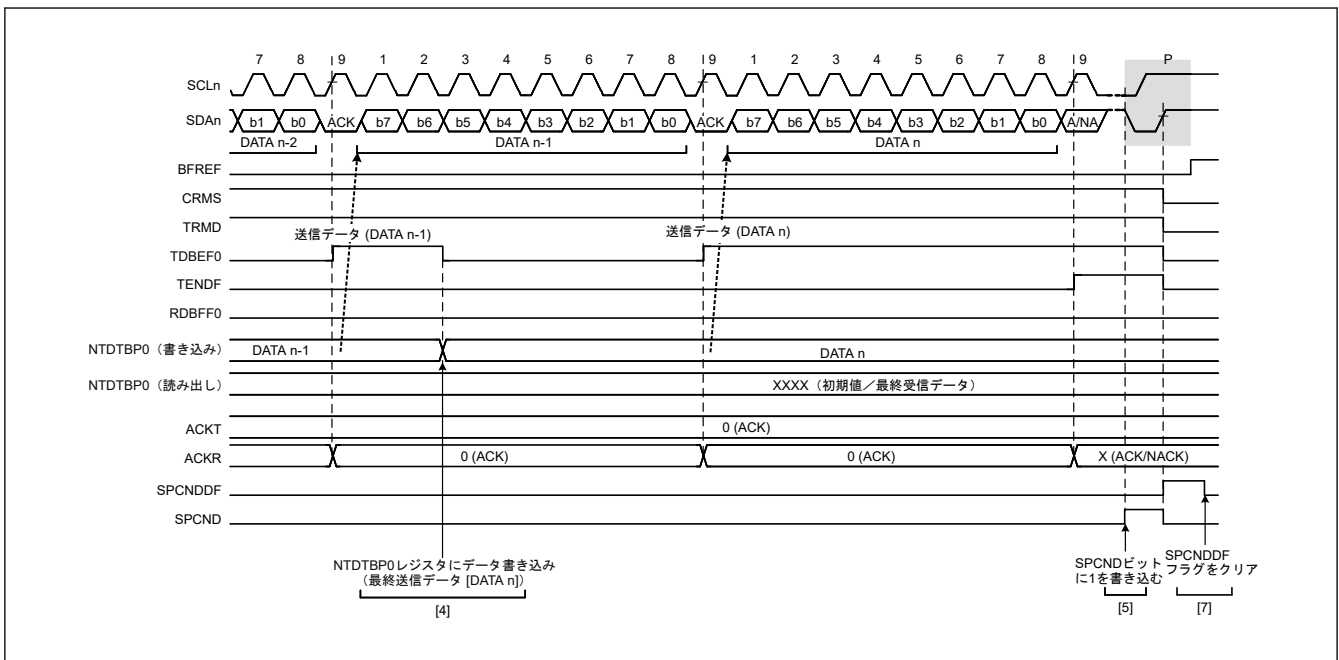 7 8 9 1 2 3 4 5 6 7 8 9 1 2 3 4 5 6 7 8 9 P
SCLn
SDAn b1 b0 ACK b7 b6 b5 b4 b3 b2 b1 b0 ACK b7 b6 b5 b4 b3 b2 b1 b0 A/NA
DATA n-2 DATA n-1 DATA n
BFREF
CRMS
TRMD
送信データ (DATA n-1) 送信データ (DATA n)
TDBEF0
TENDF
RDBFF0
NTDTBP0（書き込み） DATA n-1 DATA n
NTDTBP0（読み出し） XXXX（初期値／最終受信データ）
ACKT 0 (ACK)
ACKR 0 (ACK) 0 (ACK) X (ACK/NACK)
SPCNDDF
SPCND
NTDTBP0レジスタにデータ書き込み
（最終送信データ [DATA n]）
[4]
SPCNDビット
に1を書き込む
[5]
SPCNDDF
フラグをクリア
[7]